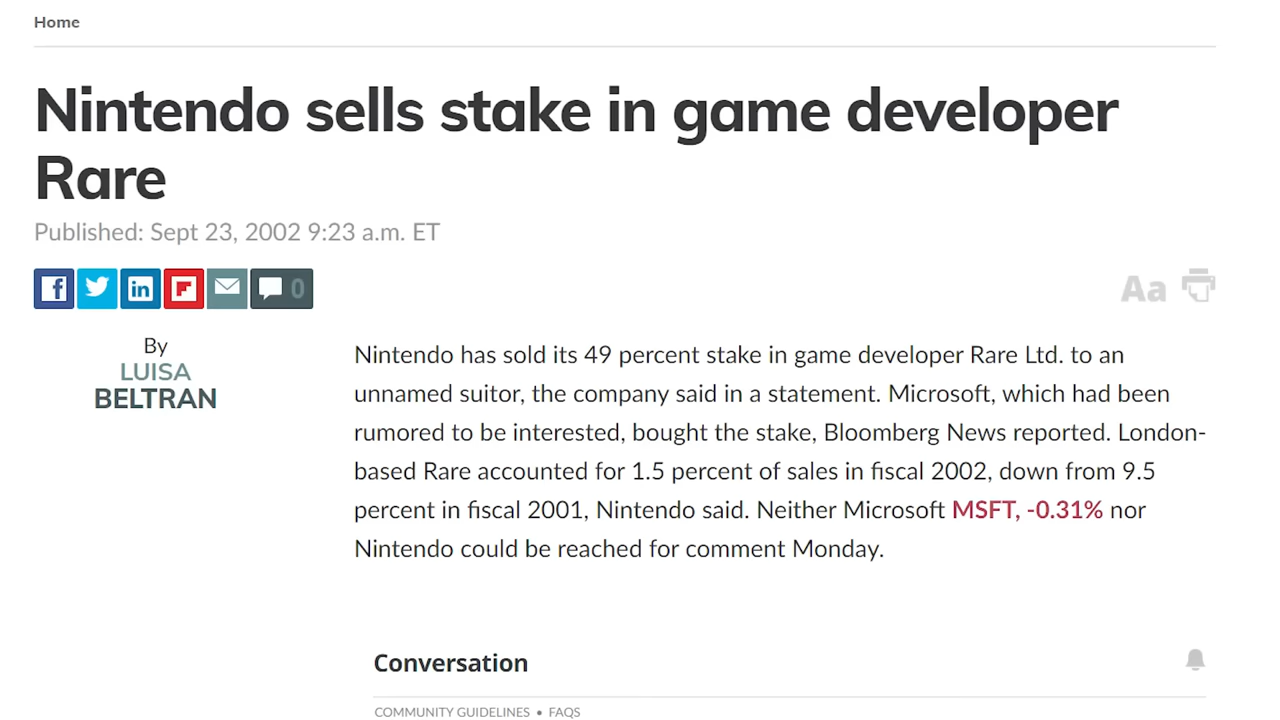 Home
Nintendo sells stake in game developer
Rare
Published: Sept 23, 2002 9:23 a.m. ET
f in 0
Aa
By
LUISA
BELTRAN
Nintendo has sold its 49 percent stake in game developer Rare Ltd. to an
unnamed suitor, the company said in a statement. Microsoft, which had been
rumored to be interested, bought the stake, Bloomberg News reported. London-
based Rare accounted for 1.5 percent of sales in fiscal 2002, down from 9.5
percent in fiscal 2001, Nintendo said. Neither Microsoft MSFT, -0.31% nor
Nintendo could be reached for comment Monday.
Conversation
COMMUNITY GUIDELINES • FAQS